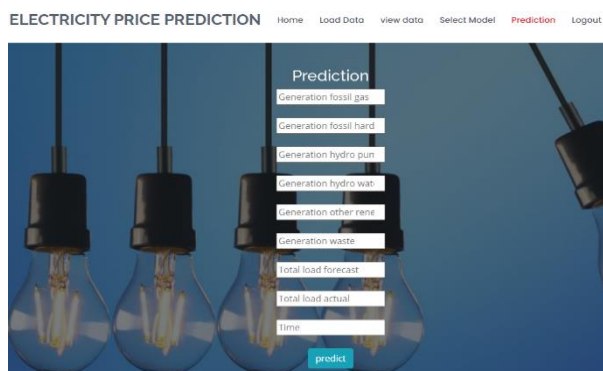 ELECTRICITY PRICE PREDICTION Home Load Data view data Select Model Prediction Logout
Prediction
Generation fossil gas
Generation fossil hard
Generation hydro pun
Generation hydro wat
Generation other rene
Generation waste
Total load forecast
Total load actual
Time
predict